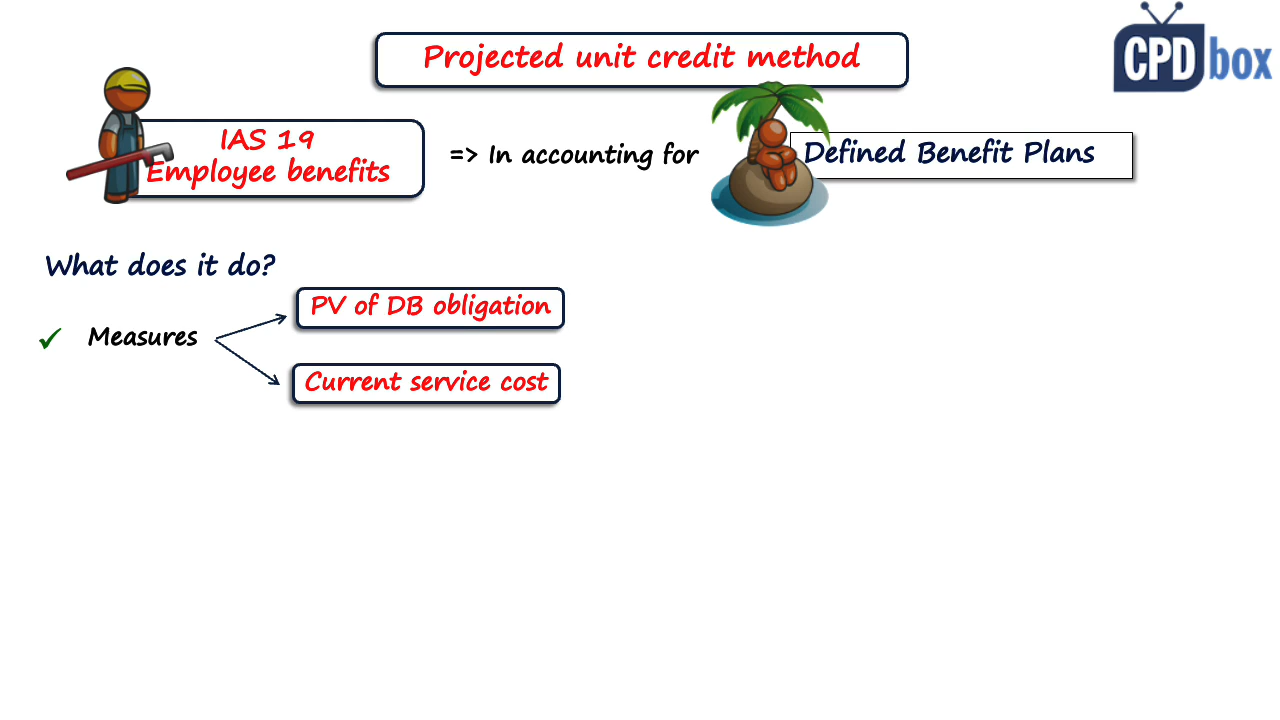 Projected unit credit method
CPD box
IAS 19
Employee benefits
=> In accounting for
Defined Benefit Plans
What does it do?
✓ Measures
PV of DB obligation
Current service cost